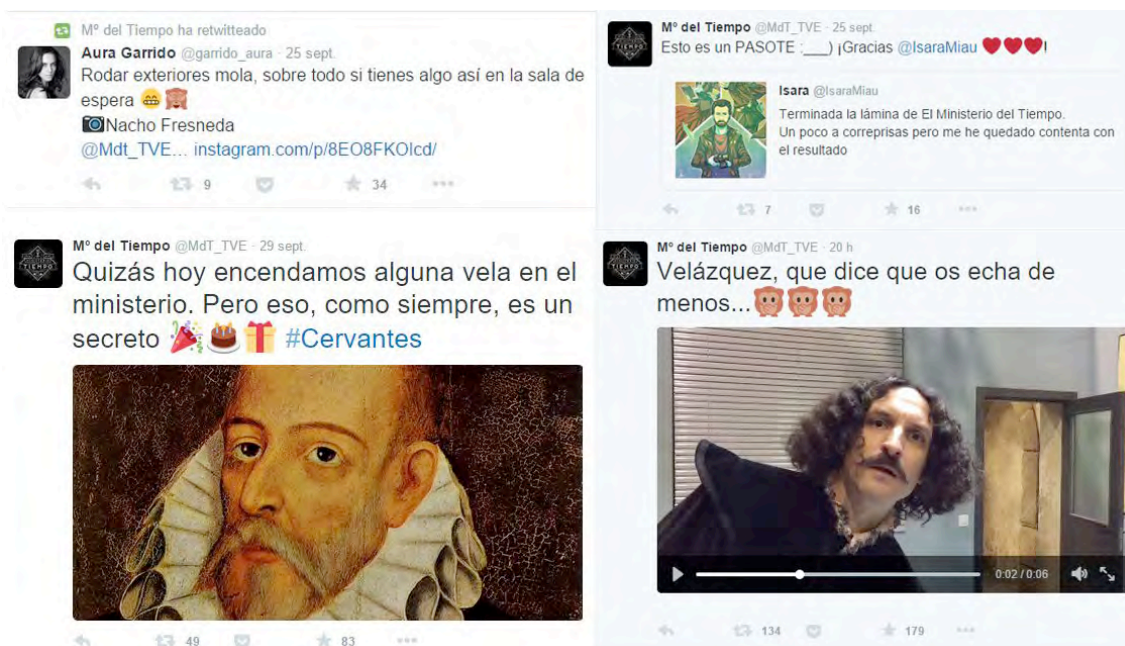 Mº del Tiempo ha retwitteado
Aura Garrido @garrido_aura · 25 sept.
Rodar exteriores mola, sobre todo si tienes algo así en la sala de
espera 😁🙈
📷Nacho Fresneda
@Mdt_TVE... instagram.com/p/8EO8FKOlcd/
9 34
Mº del Tiempo @MdT_TVE · 25 sept.
Esto es un PASOTE :___) ¡Gracias @IsaraMiau ❤❤❤!
Isara @IsaraMiau
Terminada la lámina de El Ministerio del Tiempo.
Un poco a correprisas pero me he quedado contenta con
el resultado
7 16
Mº del Tiempo @MdT_TVE · 29 sept.
Quizás hoy encendamos alguna vela en el
ministerio. Pero eso, como siempre, es un
secreto 🎉🎂🎁 #Cervantes
49 83
Mº del Tiempo @MdT_TVE · 20 h
Velázquez, que dice que os echa de
menos...🙊🙊🙊
0:02 / 0:06
134 179